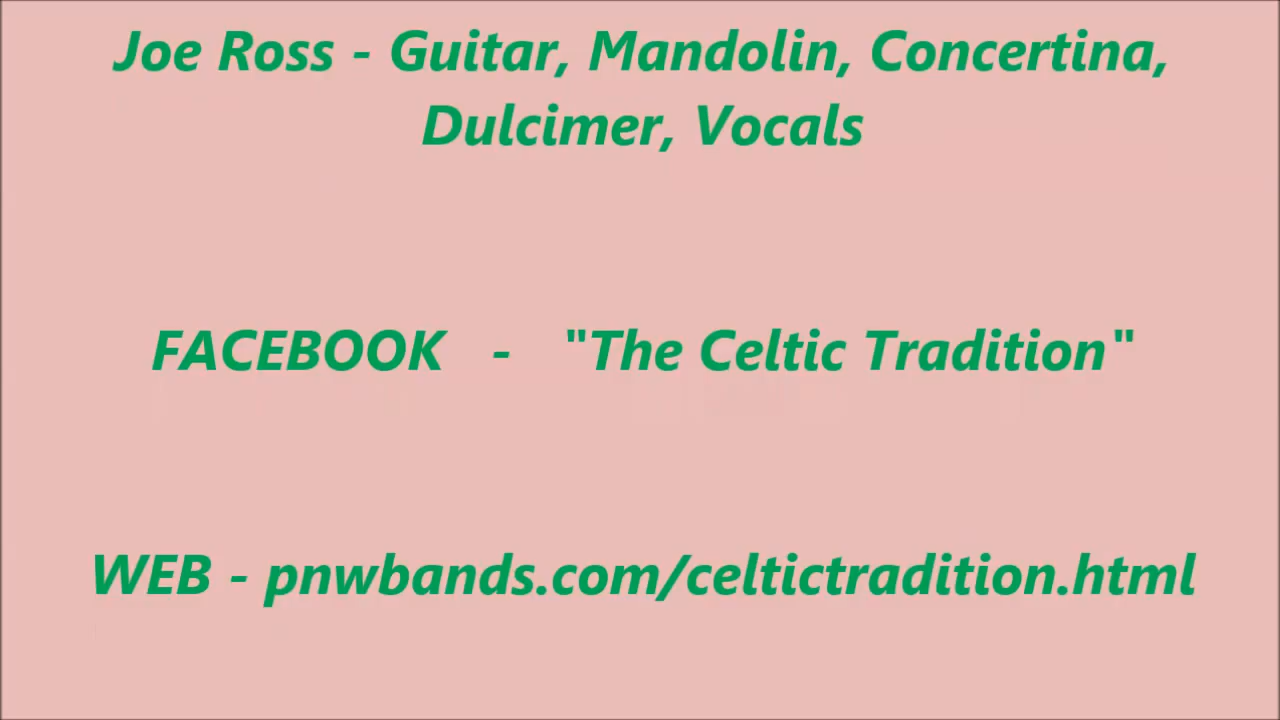 Joe Ross - Guitar, Mandolin, Concertina,
Dulcimer, Vocals
FACEBOOK - "The Celtic Tradition"
WEB - pnwbands.com/celtictradition.html